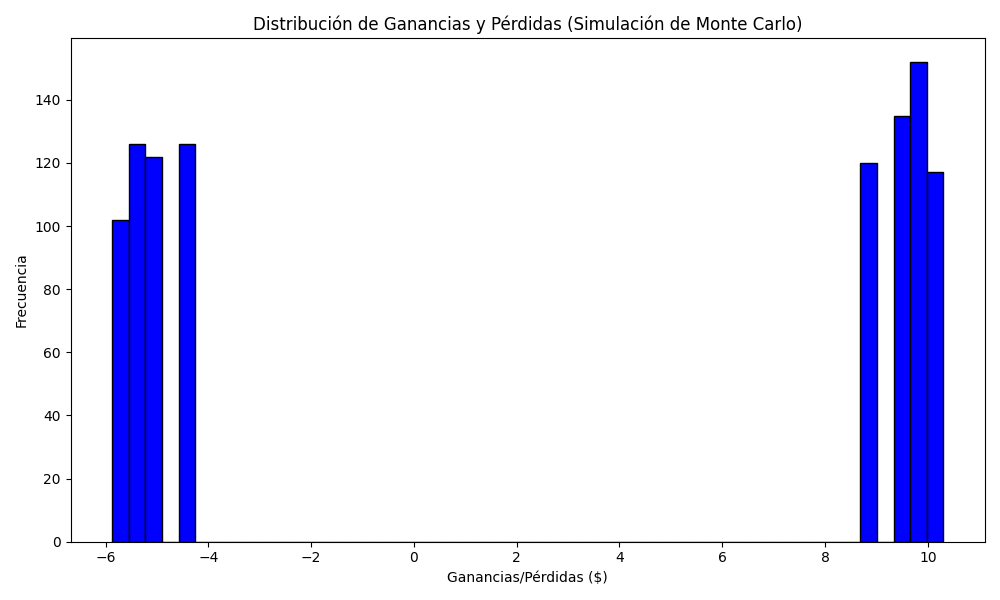 Distribución de Ganancias y Pérdidas (Simulación de Monte Carlo)
140
120
100
80
60
40
20
0
Frecuencia
−6 −4 −2 0 2 4 6 8 10
Ganancias/Pérdidas ($)